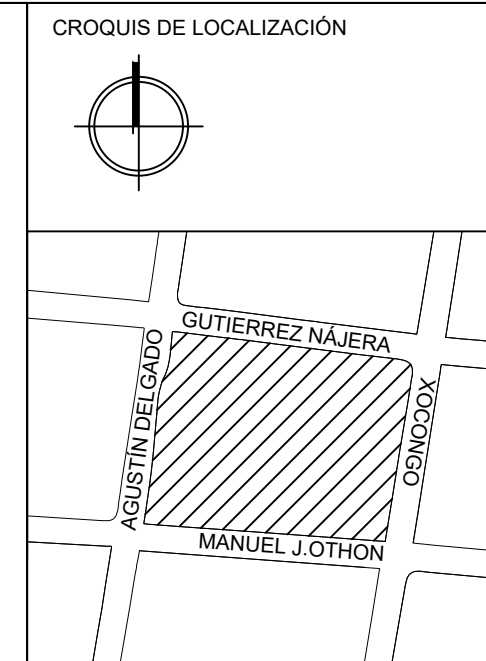 CROQUIS DE LOCALIZACIÓN
GUTIERREZ NÁJERA
AGUSTÍN DELGADO
XOCONGO
MANUEL J.OTHON